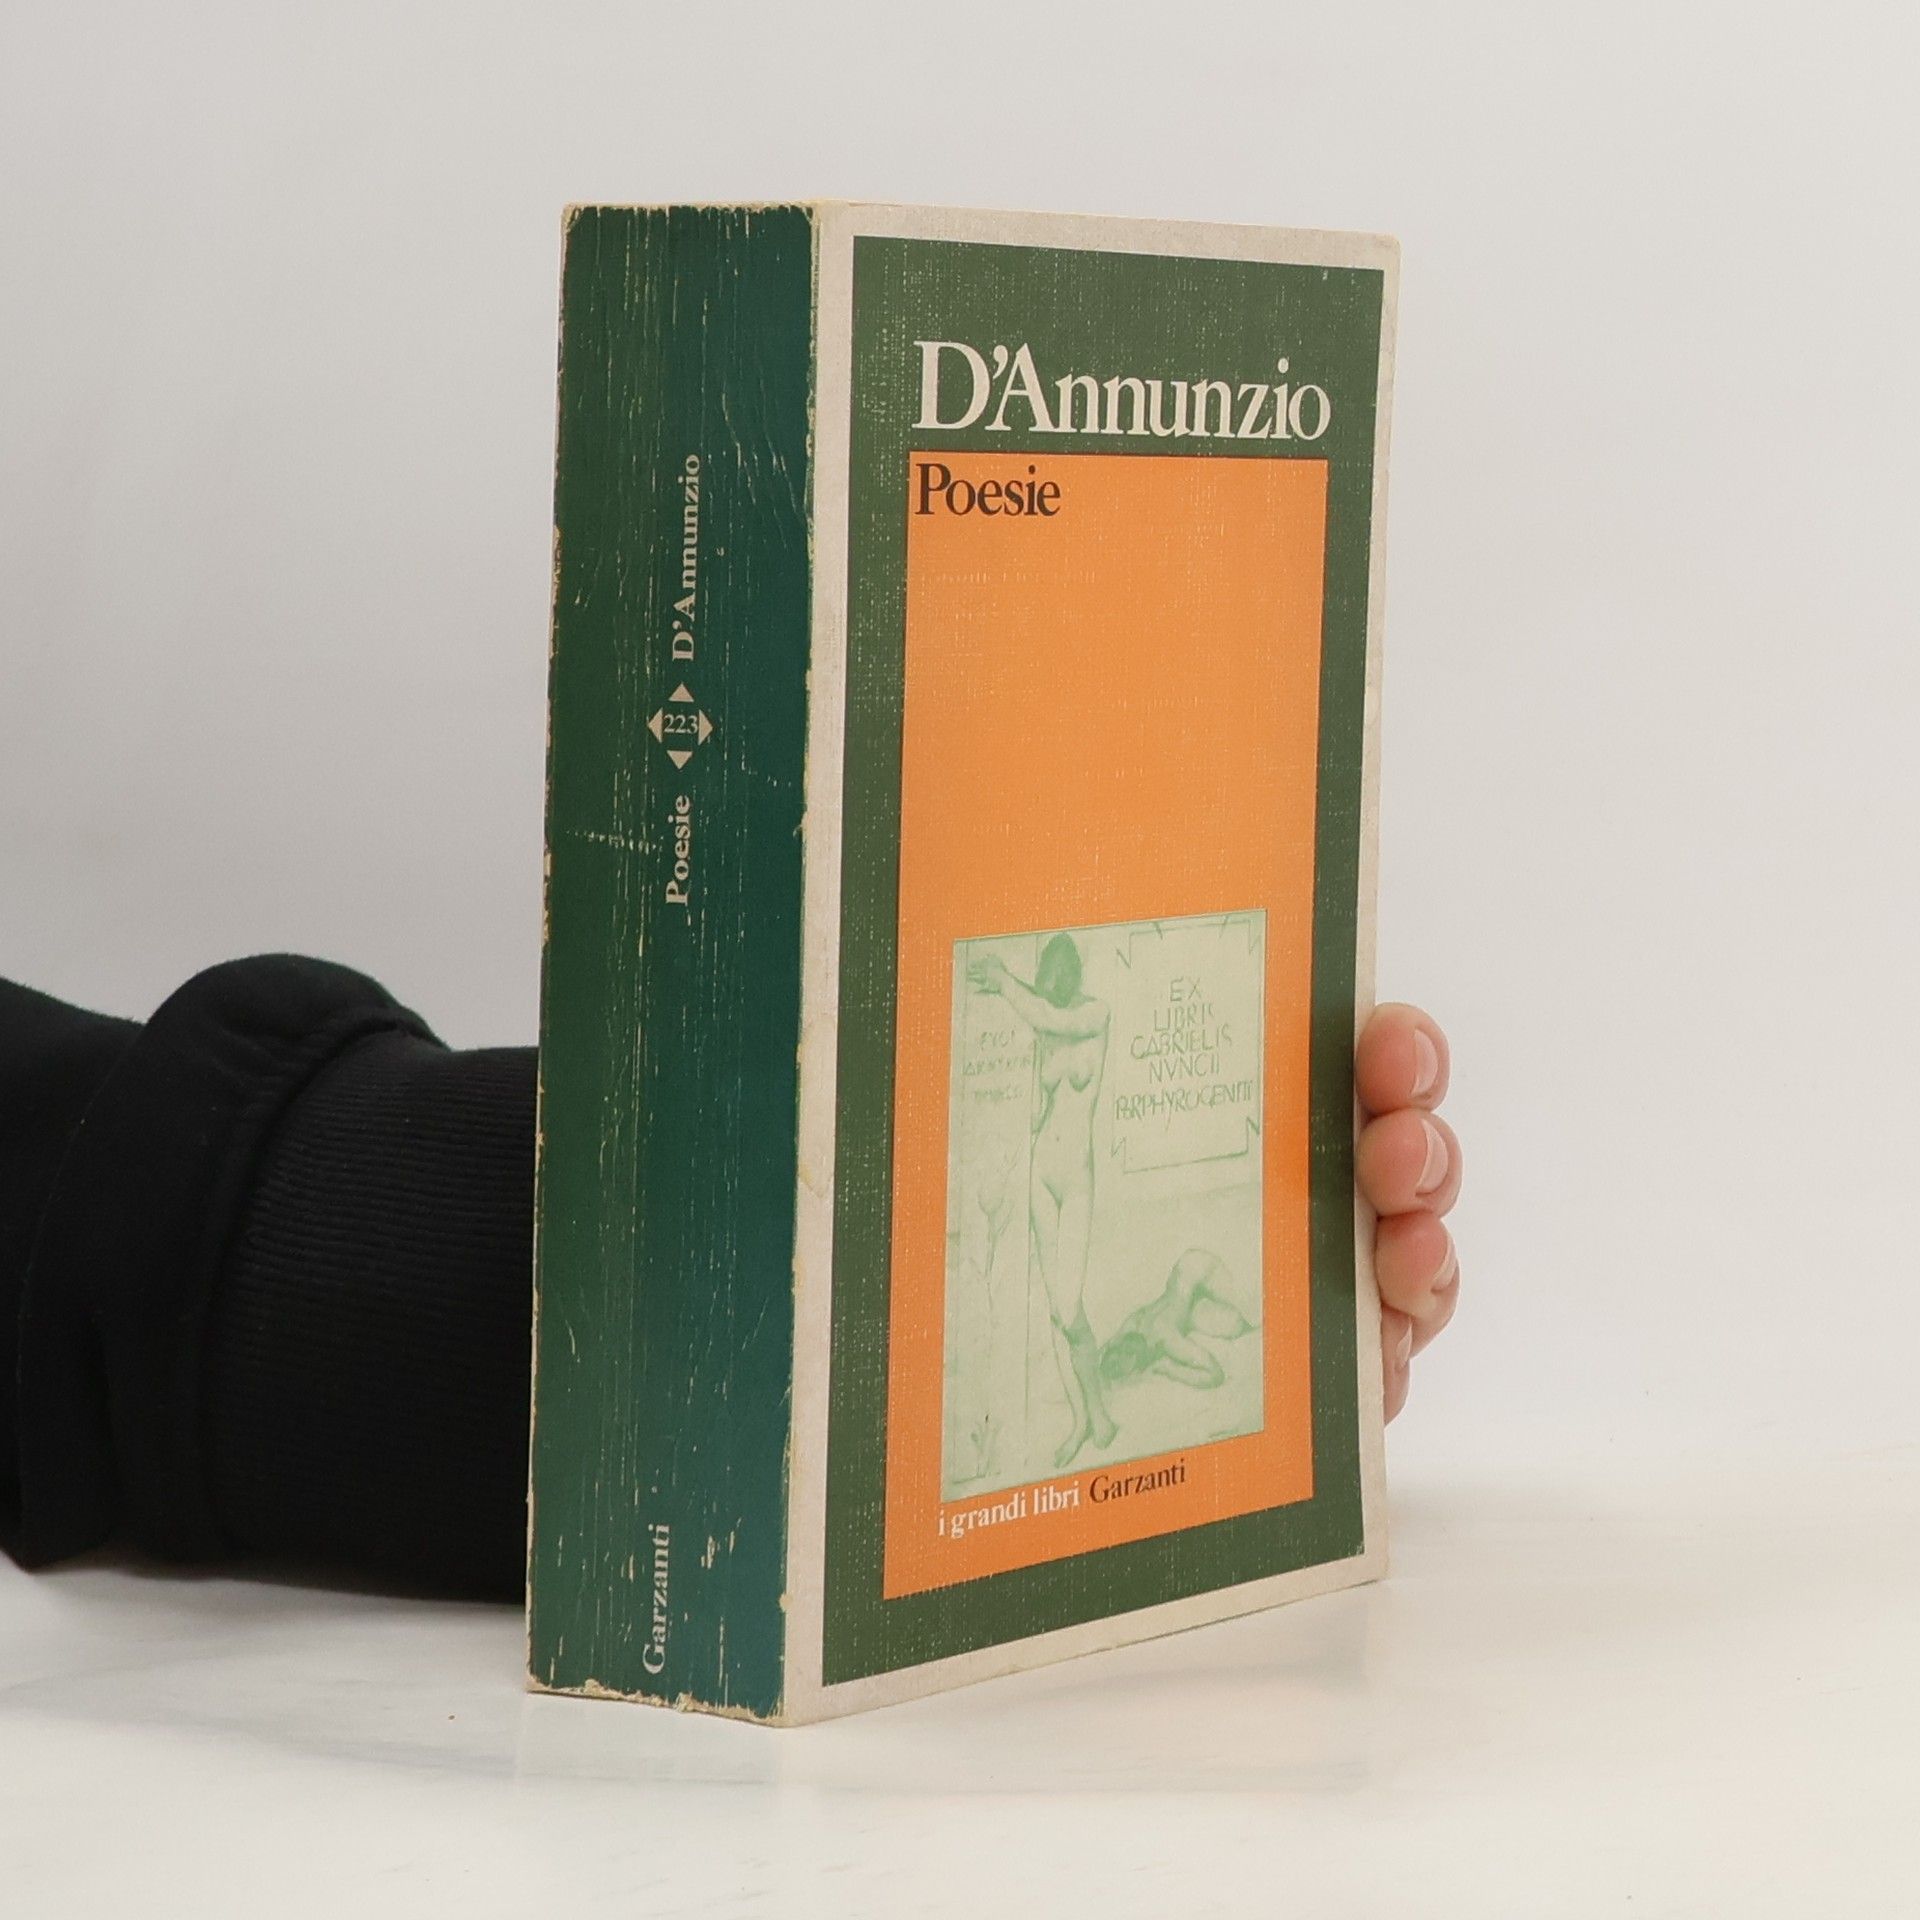 D'Annunzio
Poesie
EX
LIBRIS
GABRIELIS
NVNCII
PORPHYROGENITI
i grandi libri Garzanti
Poesie 223 D'Annunzio
Garzanti